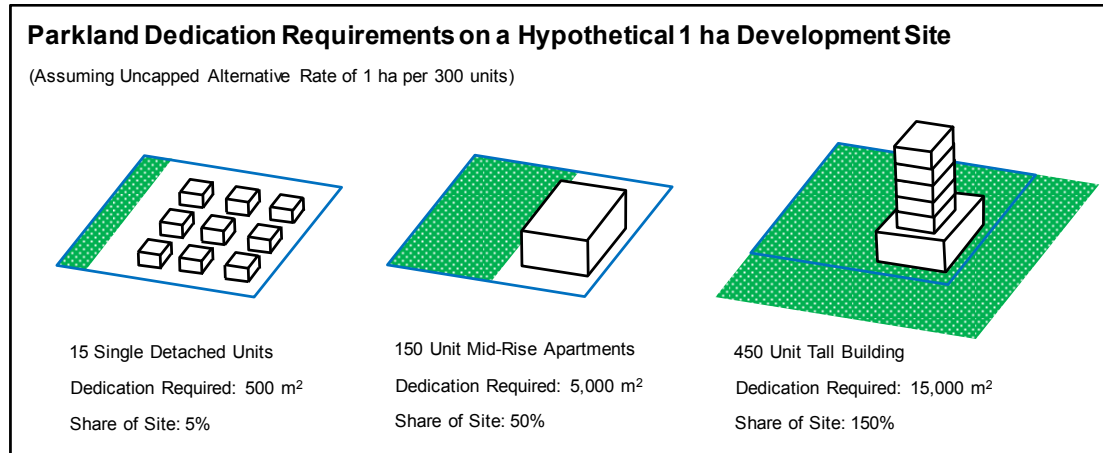 Parkland Dedication Requirements on a Hypothetical 1 ha Development Site
(Assuming Uncapped Alternative Rate of 1 ha per 300 units)
15 Single Detached Units
Dedication Required: 500 m²
Share of Site: 5%
150 Unit Mid-Rise Apartments
Dedication Required: 5,000 m²
Share of Site: 50%
450 Unit Tall Building
Dedication Required: 15,000 m²
Share of Site: 150%